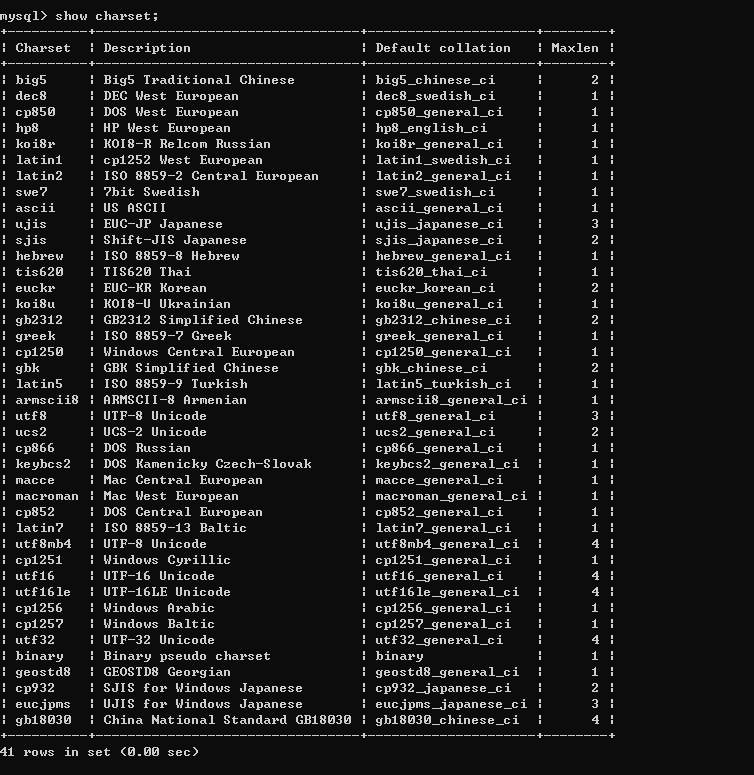 mysql> show charset;
+----------+---------------------------------+---------------------+--------+
| Charset | Description | Default collation | Maxlen |
+----------+---------------------------------+---------------------+--------+
| big5 | Big5 Traditional Chinese | big5_chinese_ci | 2 |
| dec8 | DEC West European | dec8_swedish_ci | 1 |
| cp850 | DOS West European | cp850_general_ci | 1 |
| hp8 | HP West European | hp8_english_ci | 1 |
| koi8r | KOI8-R Relcom Russian | koi8r_general_ci | 1 |
| latin1 | cp1252 West European | latin1_swedish_ci | 1 |
| latin2 | ISO 8859-2 Central European | latin2_general_ci | 1 |
| swe7 | 7bit Swedish | swe7_swedish_ci | 1 |
| ascii | US ASCII | ascii_general_ci | 1 |
| ujis | EUC-JP Japanese | ujis_japanese_ci | 3 |
| sjis | Shift-JIS Japanese | sjis_japanese_ci | 2 |
| hebrew | ISO 8859-8 Hebrew | hebrew_general_ci | 1 |
| tis620 | TIS620 Thai | tis620_thai_ci | 1 |
| euckr | EUC-KR Korean | euckr_korean_ci | 2 |
| koi8u | KOI8-U Ukrainian | koi8u_general_ci | 1 |
| gb2312 | GB2312 Simplified Chinese | gb2312_chinese_ci | 2 |
| greek | ISO 8859-7 Greek | greek_general_ci | 1 |
| cp1250 | Windows Central European | cp1250_general_ci | 1 |
| gbk | GBK Simplified Chinese | gbk_chinese_ci | 2 |
| latin5 | ISO 8859-9 Turkish | latin5_turkish_ci | 1 |
| armscii8 | ARMSCII-8 Armenian | armscii8_general_ci | 1 |
| utf8 | UTF-8 Unicode | utf8_general_ci | 3 |
| ucs2 | UCS-2 Unicode | ucs2_general_ci | 2 |
| cp866 | DOS Russian | cp866_general_ci | 1 |
| keybcs2 | DOS Kamenicky Czech-Slovak | keybcs2_general_ci | 1 |
| macce | Mac Central European | macce_general_ci | 1 |
| macroman | Mac West European | macroman_general_ci | 1 |
| cp852 | DOS Central European | cp852_general_ci | 1 |
| latin7 | ISO 8859-13 Baltic | latin7_general_ci | 1 |
| utf8mb4 | UTF-8 Unicode | utf8mb4_general_ci | 4 |
| cp1251 | Windows Cyrillic | cp1251_general_ci | 1 |
| utf16 | UTF-16 Unicode | utf16_general_ci | 4 |
| utf16le | UTF-16LE Unicode | utf16le_general_ci | 4 |
| cp1256 | Windows Arabic | cp1256_general_ci | 1 |
| cp1257 | Windows Baltic | cp1257_general_ci | 1 |
| utf32 | UTF-32 Unicode | utf32_general_ci | 4 |
| binary | Binary pseudo charset | binary | 1 |
| geostd8 | GEOSTD8 Georgian | geostd8_general_ci | 1 |
| cp932 | SJIS for Windows Japanese | cp932_japanese_ci | 2 |
| eucjpms | UJIS for Windows Japanese | eucjpms_japanese_ci | 3 |
| gb18030 | China National Standard GB18030 | gb18030_chinese_ci | 4 |
+----------+---------------------------------+---------------------+--------+
41 rows in set (0.00 sec)